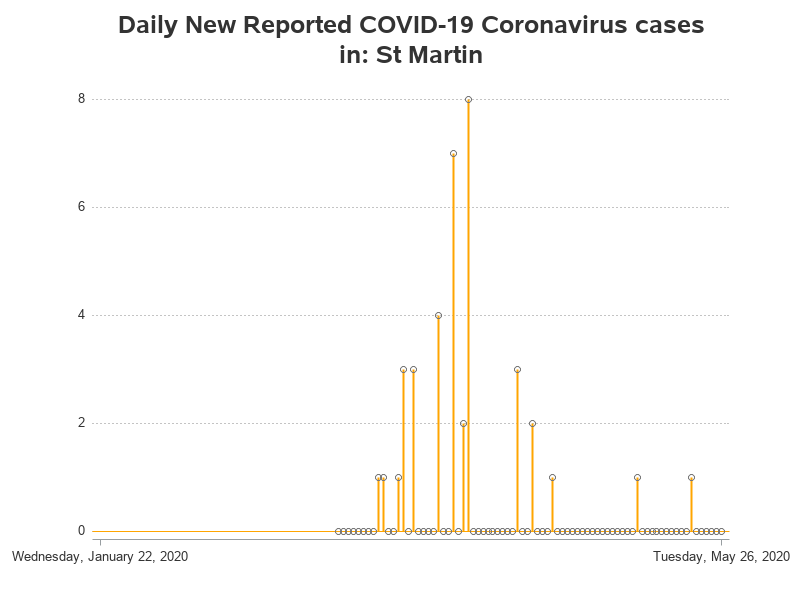 Daily New Reported COVID-19 Coronavirus cases
in: St Martin
8
6
4
2
0
Wednesday, January 22, 2020
Tuesday, May 26, 2020